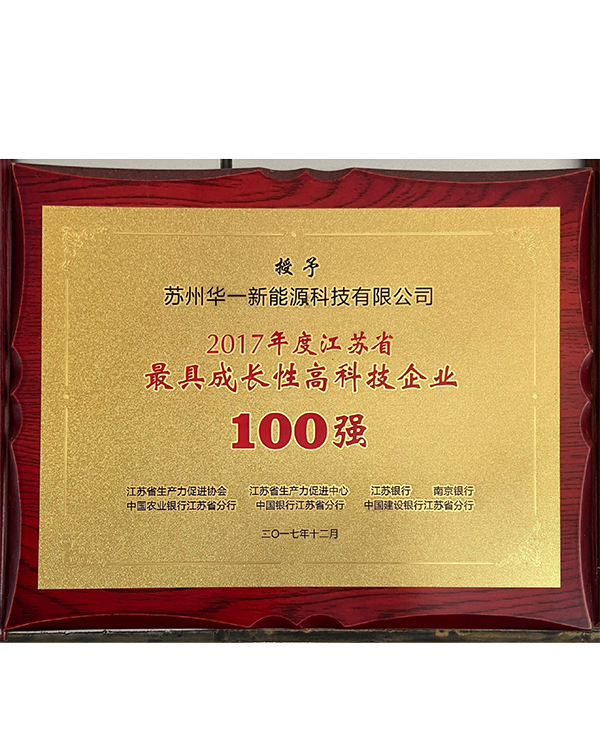 授予
苏州华一新能源科技有限公司
2017年度江苏省
最具成长性高科技企业
100强
江苏省生产力促进协会 江苏省生产力促进中心 江苏银行 南京银行
中国农业银行江苏省分行 中国银行江苏省分行 中国建设银行江苏省分行
二〇一七年十二月